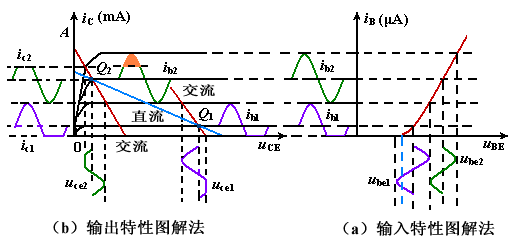 iC (mA)
iB (μA)
A
ic2
Q2
ib2
ib2
交流
直流
Q1
ib1
ib1
ic1
0
交流
uCE
uBE
uce2
uce1
ube1
ube2
(b) 输出特性图解法
(a) 输入特性图解法